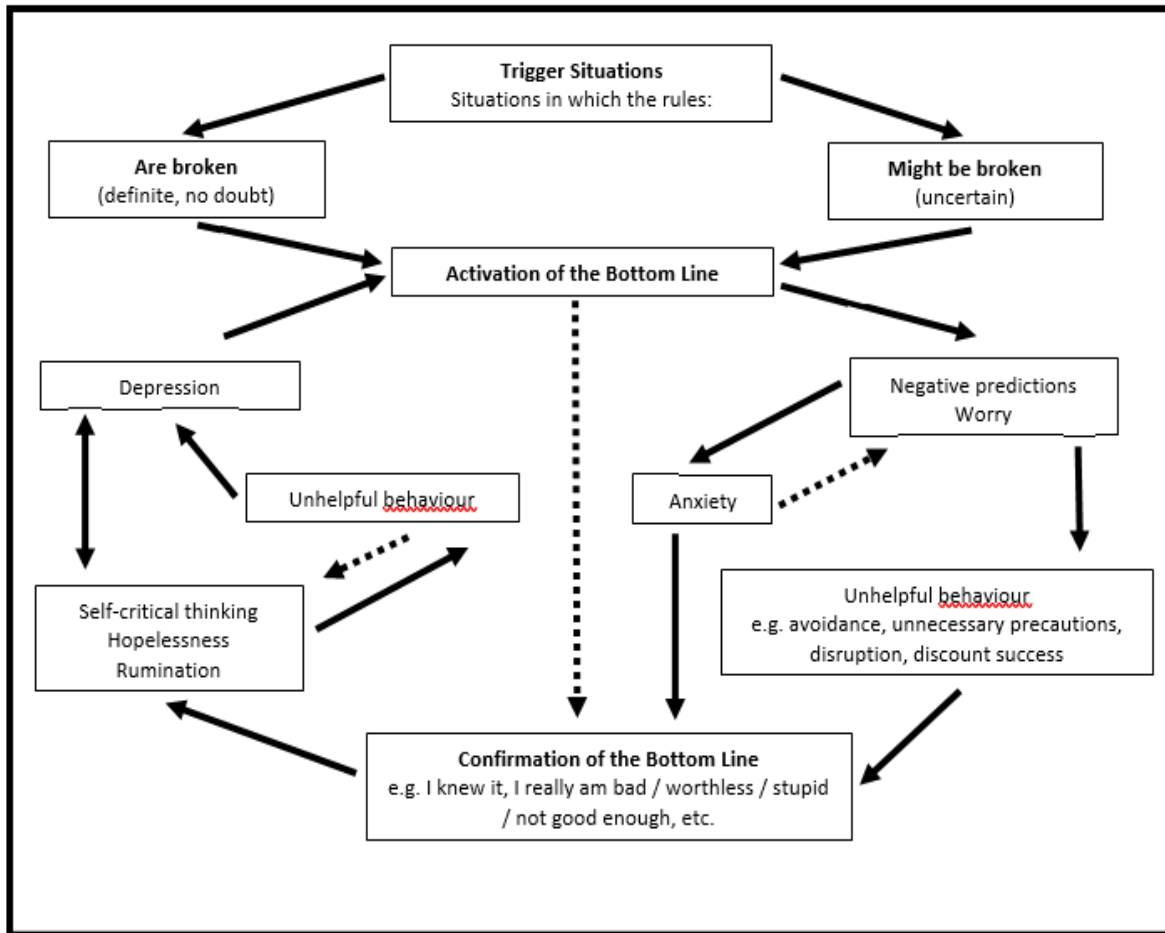 Trigger Situations
Situations in which the rules:
Are broken
(definite, no doubt)
Might be broken
(uncertain)
Activation of the Bottom Line
Depression
Negative predictions
Worry
Unhelpful behaviour
Anxiety
Self-critical thinking
Hopelessness
Rumination
Unhelpful behaviour
e.g. avoidance, unnecessary precautions,
disruption, discount success
Confirmation of the Bottom Line
e.g. I knew it, I really am bad / worthless / stupid
/ not good enough, etc.